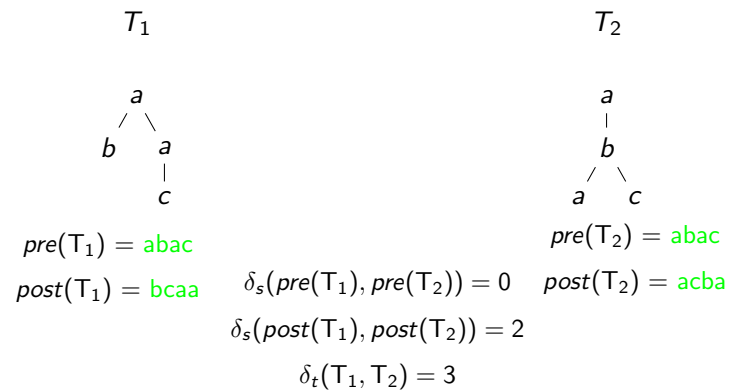 T₁ T₂
a a
b a b
c a c
pre(T₁) = abac pre(T₂) = abac
post(T₁) = bcaa δₛ(pre(T₁), pre(T₂)) = 0 post(T₂) = acba
δₛ(post(T₁), post(T₂)) = 2
δₜ(T₁, T₂) = 3